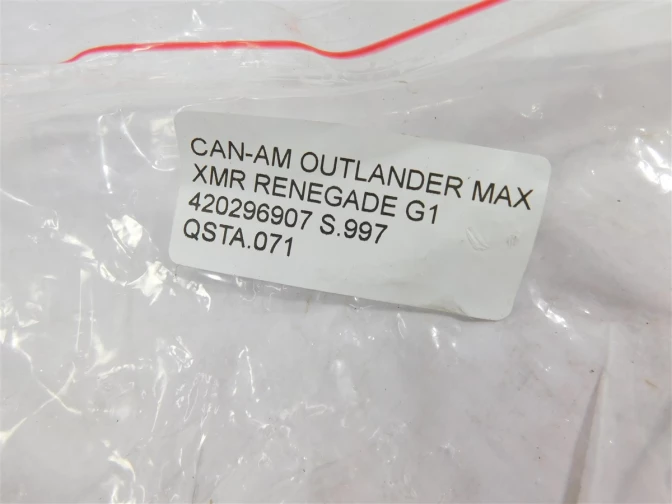 CAN-AM OUTLANDER MAX
XMR RENEGADE G1
420296907 S.997
QSTA.071